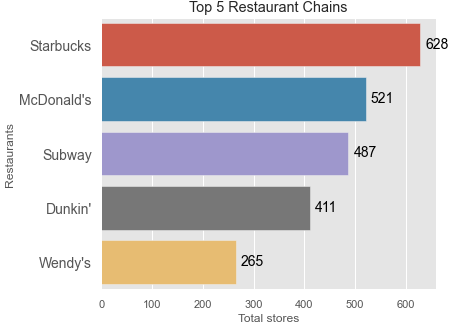 Top 5 Restaurant Chains
Restaurants
Starbucks
628
McDonald's
521
Subway
487
Dunkin'
411
Wendy's
265
0 100 200 300 400 500 600
Total stores